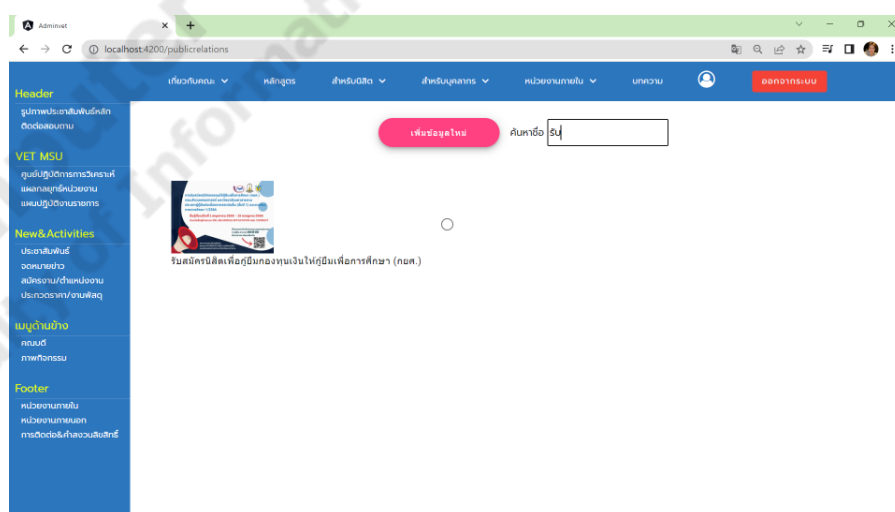 Adminvet
localhost:4200/publicrelations
เกี่ยวกับคณะ
หลักสูตร
สำหรับนิสิต
สำหรับบุคลากร
หน่วยงานภายใน
บทความ
ออกจากระบบ
Header
รูปภาพประชาสัมพันธ์หลัก
ติดต่อสอบถาม
VET MSU
ศูนย์ปฏิบัติการการวิเคราะห์
แผนกลยุทธ์หน่วยงาน
แผนปฏิบัติงานราชการ
New&Activities
ประชาสัมพันธ์
จดหมายข่าว
สมัครงาน/ตำแหน่งงาน
ประกวดราคา/งานพัสดุ
เมนูด้านข้าง
คณบดี
ภาพกิจกรรม
Footer
หน่วยงานภายใน
หน่วยงานภายนอก
การติดต่อ&คำสงวนลิขสิทธิ์
เพิ่มข้อมูลใหม่
ค้นหาชื่อ รับ
รับสมัครนิสิตเพื่อกู้ยืมกองทุนเงินให้กู้ยืมเพื่อการศึกษา (กยศ.)